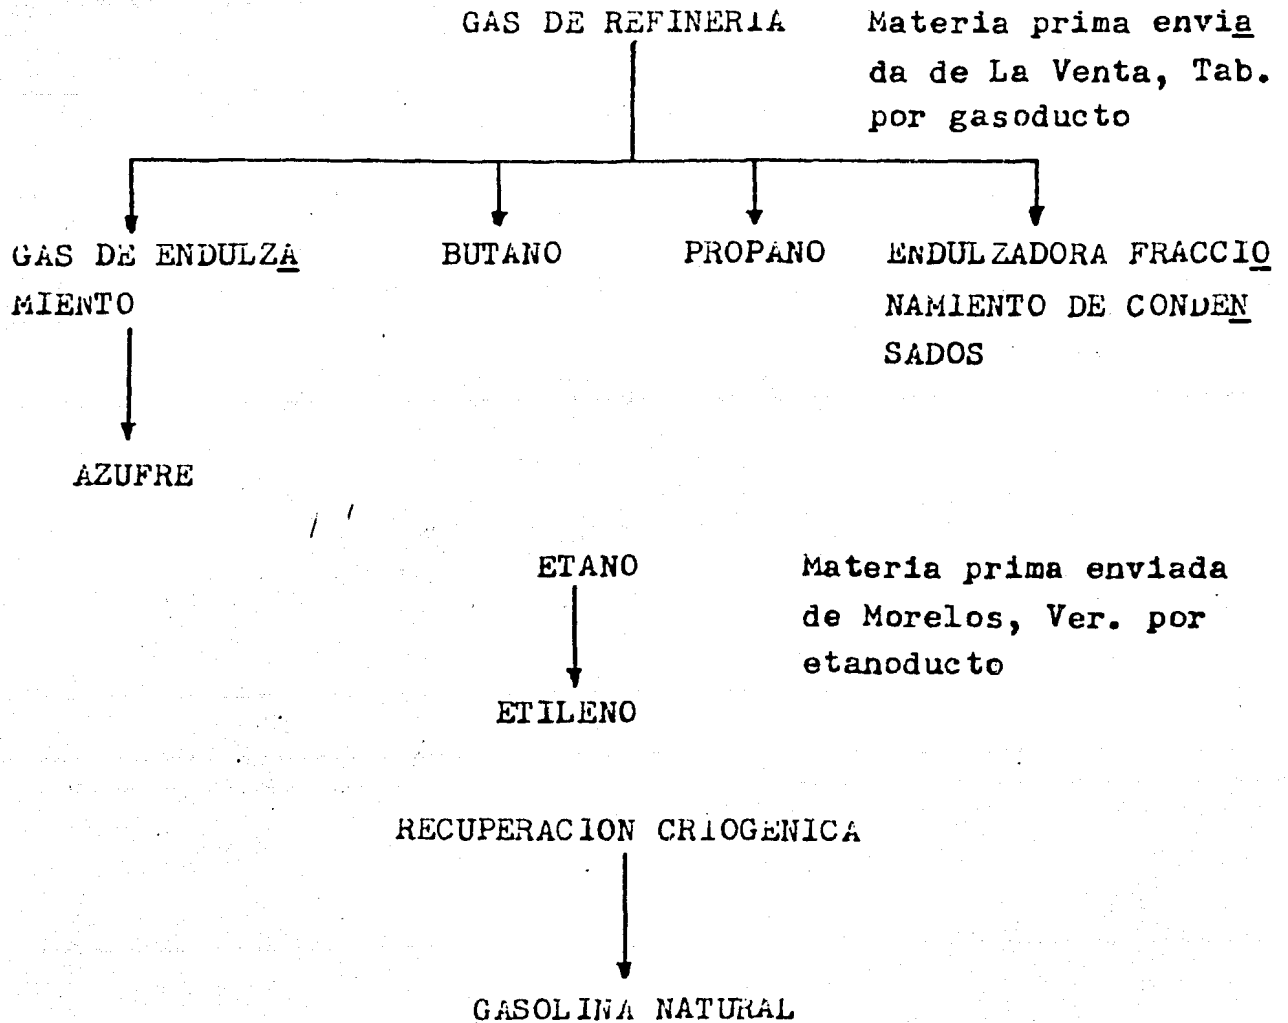 GAS DE REFINERIA
Materia prima envia
da de La Venta, Tab.
por gasoducto
GAS DE ENDULZA
MIENTO
BUTANO
PROPANO
ENDULZADORA FRACCIO
NAMIENTO DE CONDEN
SADOS
AZUFRE
ETANO
Materia prima enviada
de Morelos, Ver. por
etanoducto
ETILENO
RECUPERACION CRIOGENICA
GASOLINA NATURAL